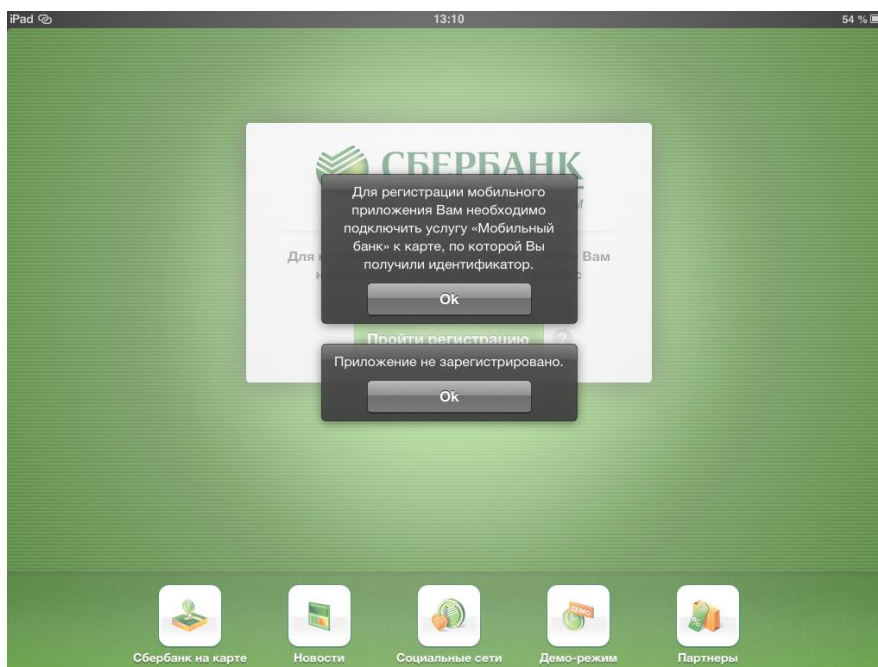 iPad
13:10
54 %
СБЕРБАНК
Для регистрации мобильного
приложения Вам необходимо
подключить услугу «Мобильный
банк» к карте, по которой Вы
получили идентификатор.
Для
Вам
Ok
Пройти регистрацию ?
Приложение не зарегистрировано.
Ok
Сбербанк на карте
Новости
Социальные сети
ДЕМО
Демо-режим
%
Партнеры